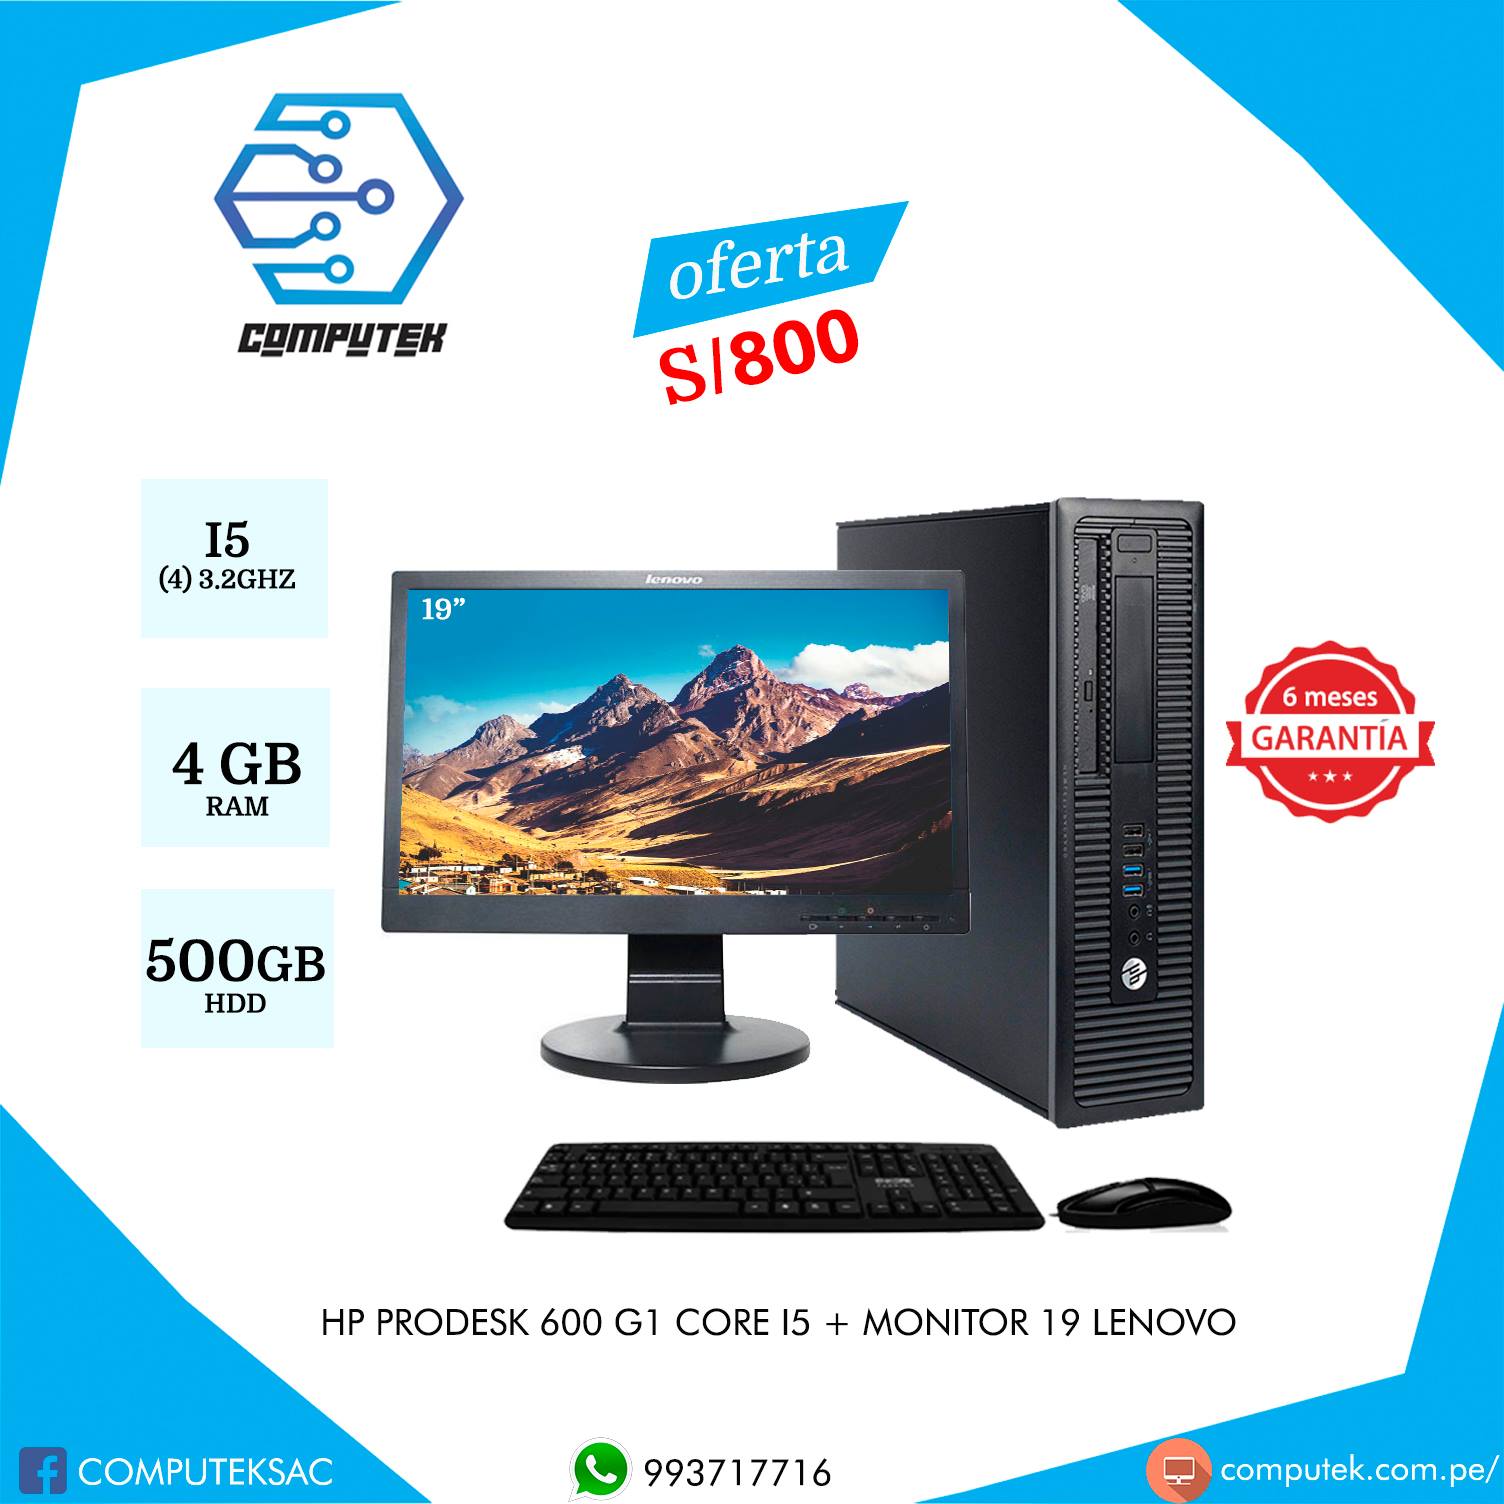 COMPUTEK
oferta
S/800
I5
(4) 3.2GHZ
4 GB
RAM
500GB
HDD
lenovo
19”
6 meses
GARANTÍA
hp
HP PRODESK 600 G1 CORE I5 + MONITOR 19 LENOVO
COMPUTEKSAC
993717716
computek.com.pe/